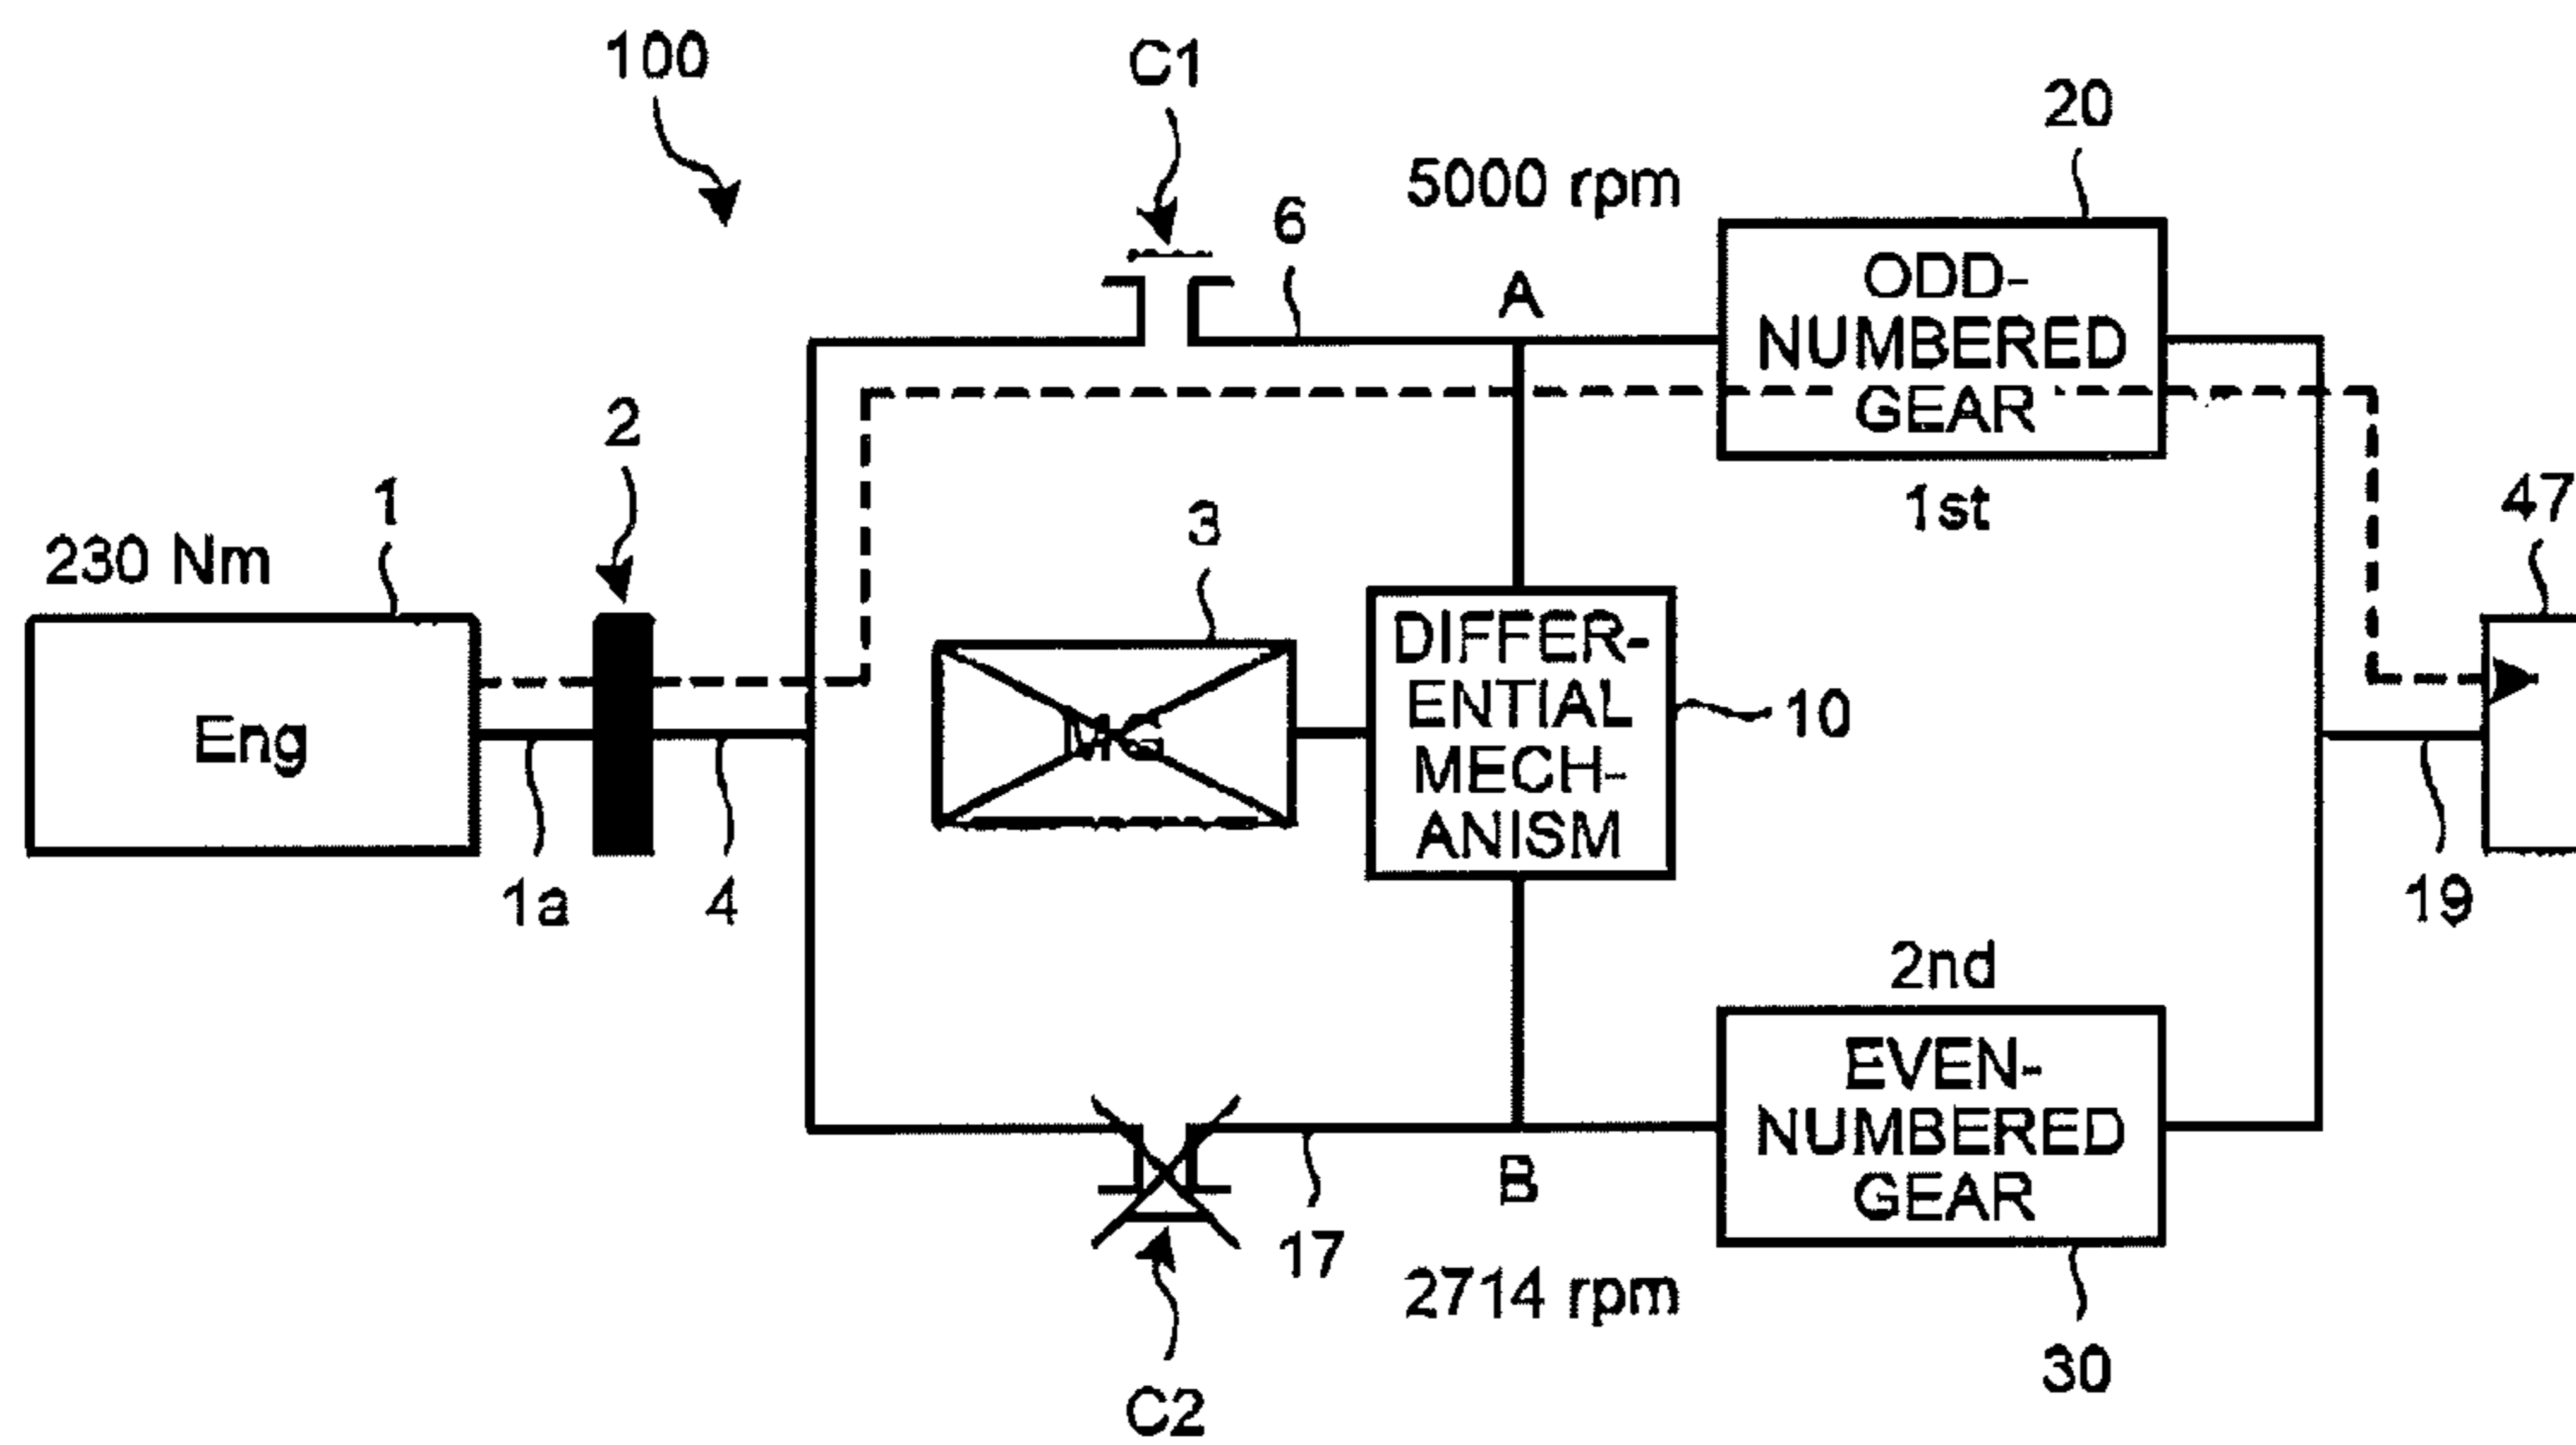 100
C1
20
5000 rpm
6
A
ODD-
NUMBERED
GEAR
2
1st
47
230 Nm
1
3
Eng
MG
DIFFER-
ENTIAL
MECH-
ANISM
10
1a
4
19
2nd
EVEN-
NUMBERED
GEAR
B
17
2714 rpm
30
C2